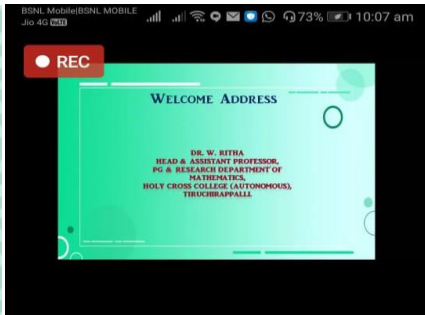 BSNL Mobile|BSNL MOBILE 73% 10:07 am
Jio 4G VoLTE
REC
WELCOME ADDRESS
DR. W. RITHA
HEAD & ASSISTANT PROFESSOR,
PG & RESEARCH DEPARTMENT OF
MATHEMATICS,
HOLY CROSS COLLEGE (AUTONOMOUS),
TIRUCHIRAPPALLI.